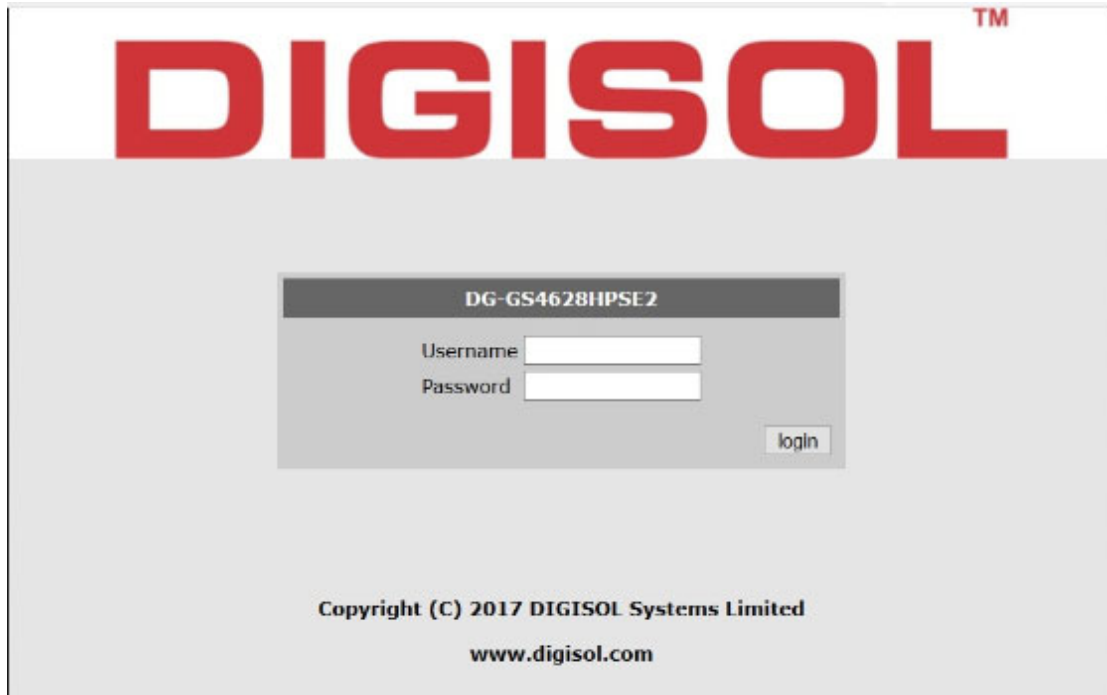 DIGISOL TM
DG-GS4628HPSE2
Username
Password
login
Copyright (C) 2017 DIGISOL Systems Limited
www.digisol.com